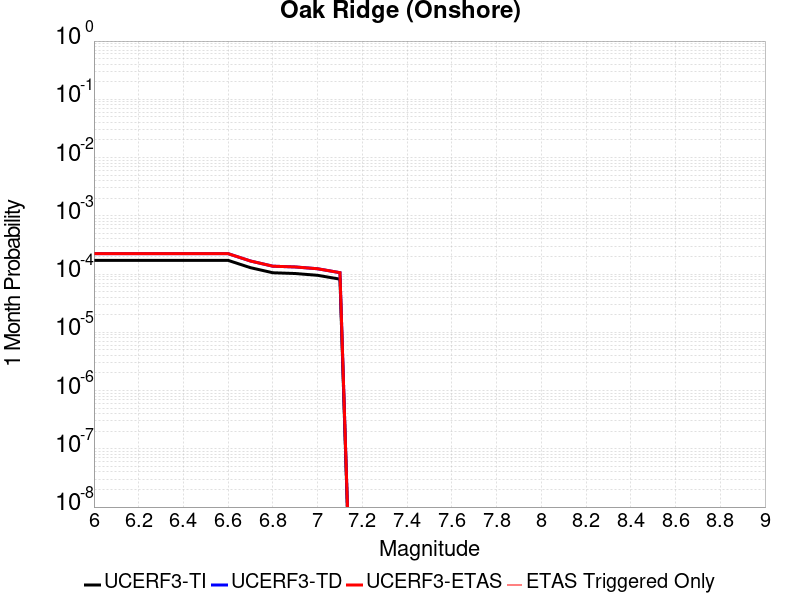 Oak Ridge (Onshore)
10^0
10^-1
10^-2
10^-3
10^-4
10^-5
10^-6
10^-7
10^-8
1 Month Probability
6 6.2 6.4 6.6 6.8 7 7.2 7.4 7.6 7.8 8 8.2 8.4 8.6 8.8 9
Magnitude
UCERF3-TI UCERF3-TD UCERF3-ETAS ETAS Triggered Only